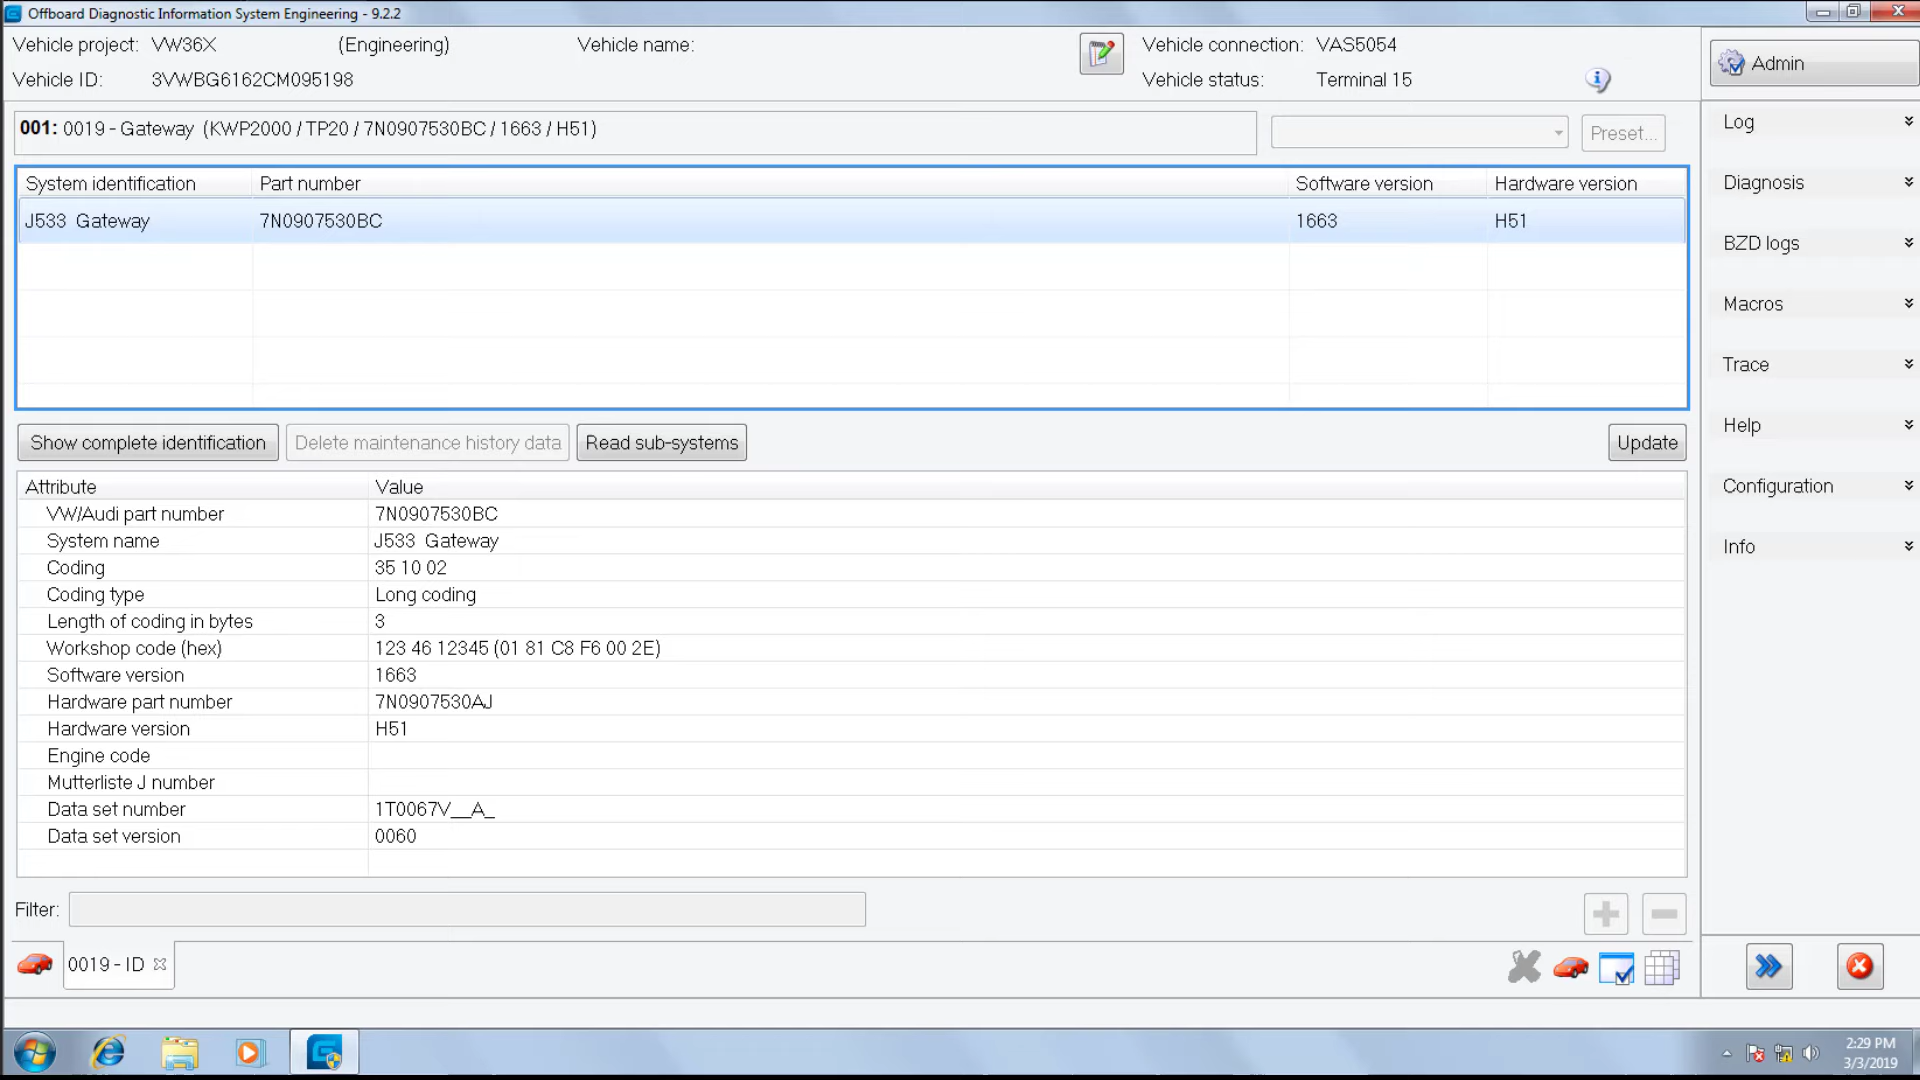 Offboard Diagnostic Information System Engineering - 9.2.2
Vehicle project: VW36X (Engineering) Vehicle name: Vehicle connection: VAS5054
Vehicle ID: 3VWBG6162CM095198 Vehicle status: Terminal 15
Admin
001: 0019 - Gateway (KWP2000 / TP20 / 7N0907530BC / 1663 / H51) Preset...
System identification Part number Software version Hardware version
J533 Gateway 7N0907530BC 1663 H51
Show complete identification Delete maintenance history data Read sub-systems Update
Attribute Value
VW/Audi part number 7N0907530BC
System name J533 Gateway
Coding 35 10 02
Coding type Long coding
Length of coding in bytes 3
Workshop code (hex) 123 46 12345 (01 81 C8 F6 00 2E)
Software version 1663
Hardware part number 7N0907530AJ
Hardware version H51
Engine code
Mutterliste J number
Data set number 1T0067V__A_
Data set version 0060
Filter:
0019 - ID
Log
Diagnosis
BZD logs
Macros
Trace
Help
Configuration
Info
2:29 PM
3/3/2019